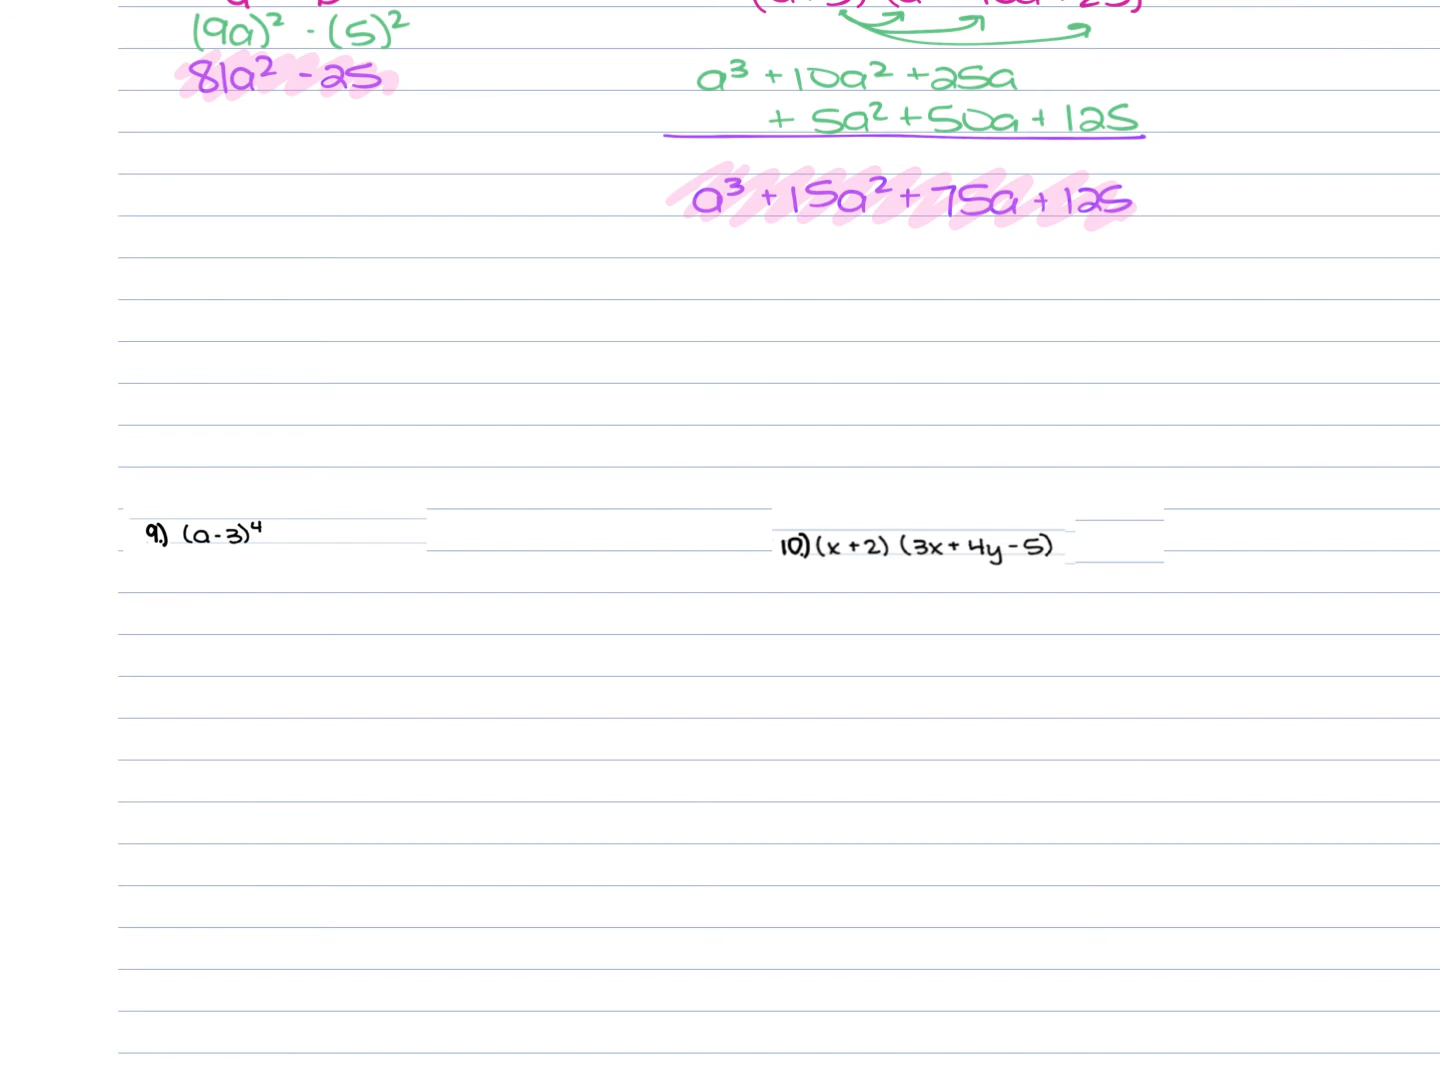 (9a)² - (5)²
81a² - 25
a³ + 10a² + 25a
+ 5a² + 50a + 125
a³ + 15a² + 75a + 125
9.) (a - 3)⁴
10.) (x + 2) (3x + 4y - 5)